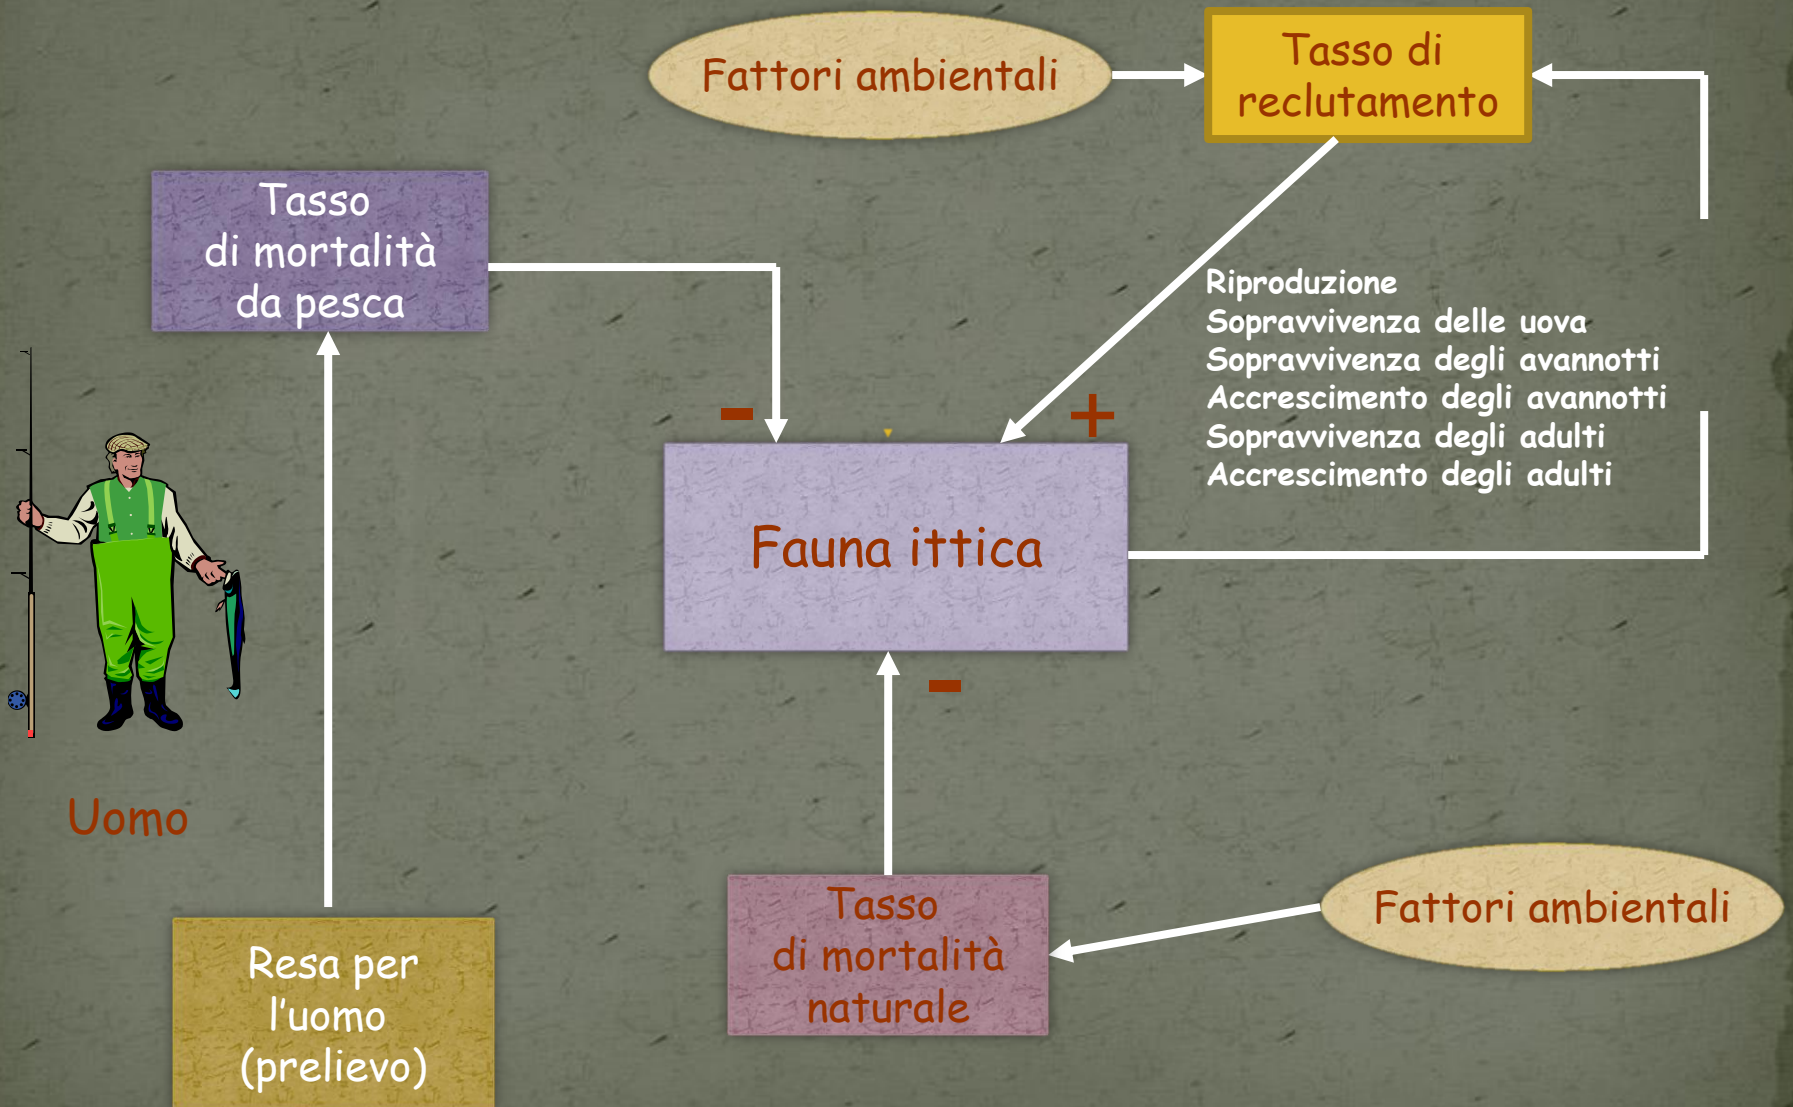 Fattori ambientali
Tasso di
reclutamento
Tasso
di mortalità
da pesca
Riproduzione
Sopravvivenza delle uova
Sopravvivenza degli avannotti
Accrescimento degli avannotti
Sopravvivenza degli adulti
Accrescimento degli adulti
-
+
Fauna ittica
-
Uomo
Tasso
di mortalità
naturale
Fattori ambientali
Resa per
l'uomo
(prelievo)